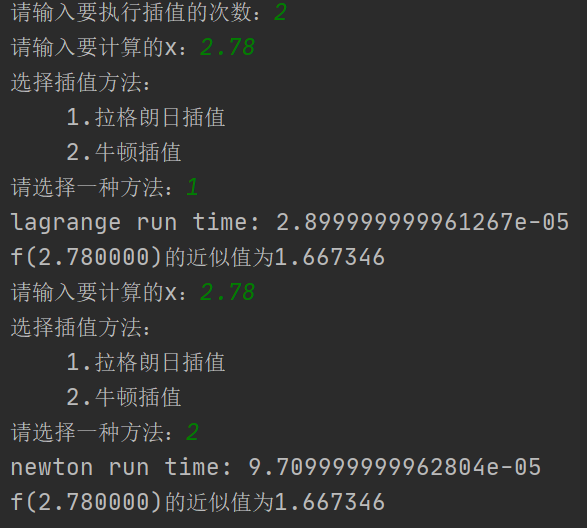 请输入要执行插值的次数：2
请输入要计算的x：2.78
选择插值方法：
1.拉格朗日插值
2.牛顿插值
请选择一种方法：1
lagrange run time: 2.8999999999961267e-05
f(2.780000)的近似值为1.667346
请输入要计算的x：2.78
选择插值方法：
1.拉格朗日插值
2.牛顿插值
请选择一种方法：2
newton run time: 9.709999999962804e-05
f(2.780000)的近似值为1.667346